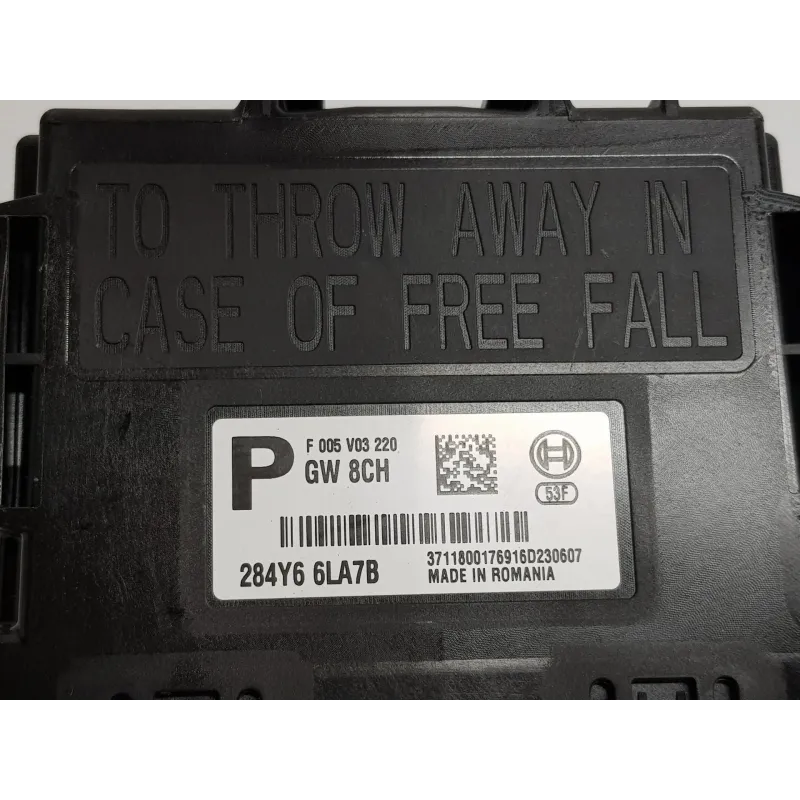 TO THROW AWAY IN
CASE OF FREE FALL
P
F 005 V03 220
GW 8CH
53F
284Y6 6LA7B
3711800176916D230607
MADE IN ROMANIA